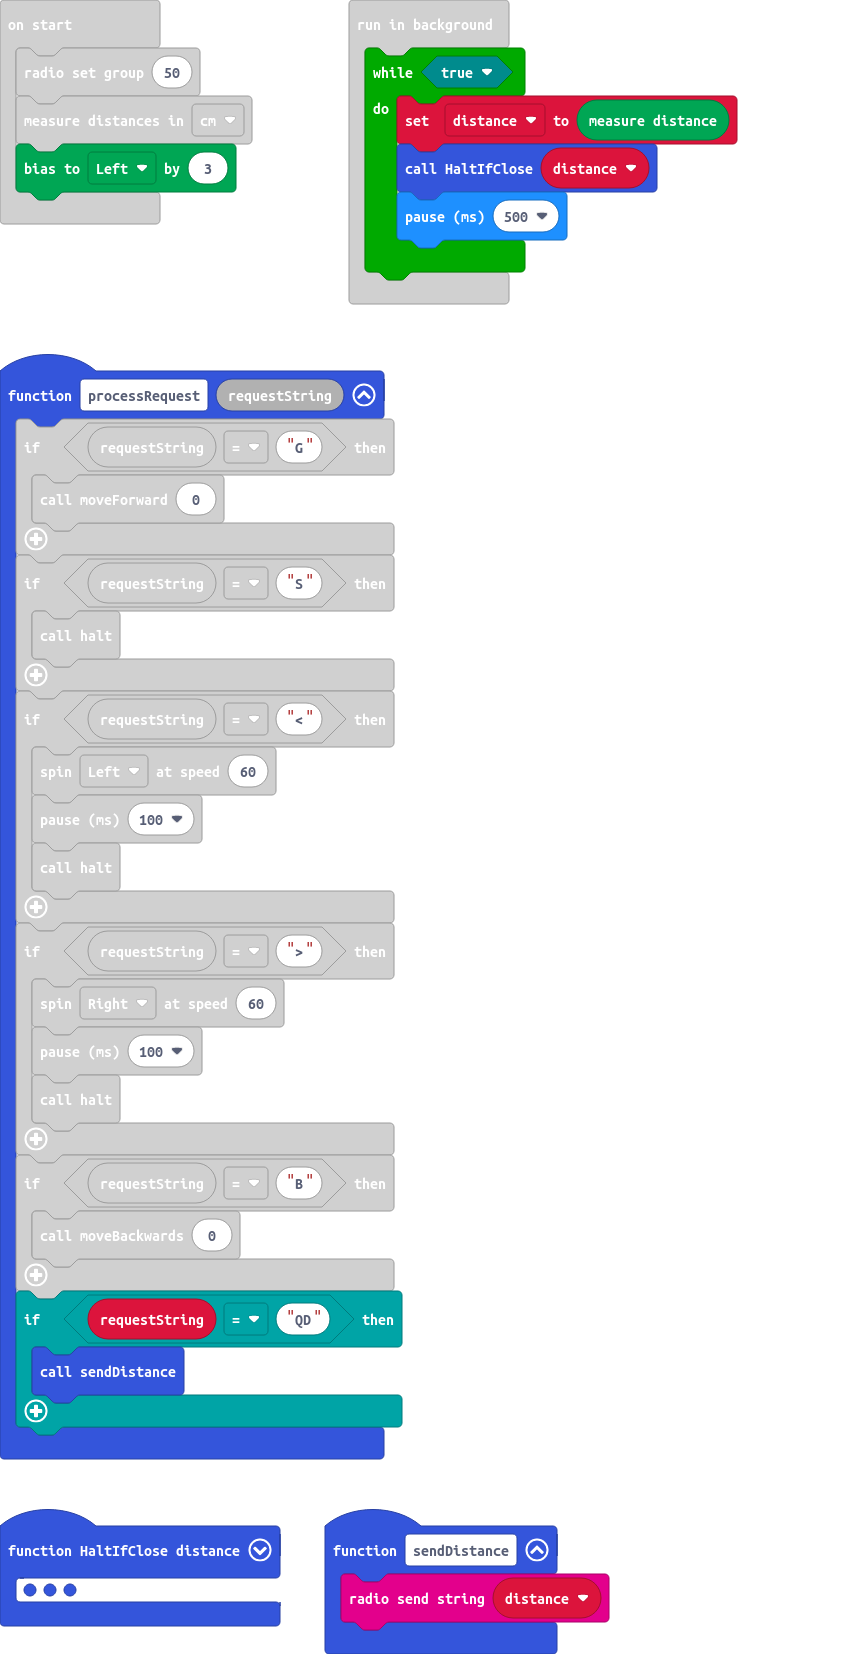 on start
radio set group 50
measure distances in cm
bias to Left by 3
run in background
while true
do
set distance to measure distance
call HaltIfClose distance
pause (ms) 500
function processRequest requestString
if requestString = "G" then
call moveForward 0
if requestString = "S" then
call halt
if requestString = "<" then
spin Left at speed 60
pause (ms) 100
call halt
if requestString = ">" then
spin Right at speed 60
pause (ms) 100
call halt
if requestString = "B" then
call moveBackwards 0
if requestString = "QD" then
call sendDistance
function HaltIfClose distance
function sendDistance
radio send string distance